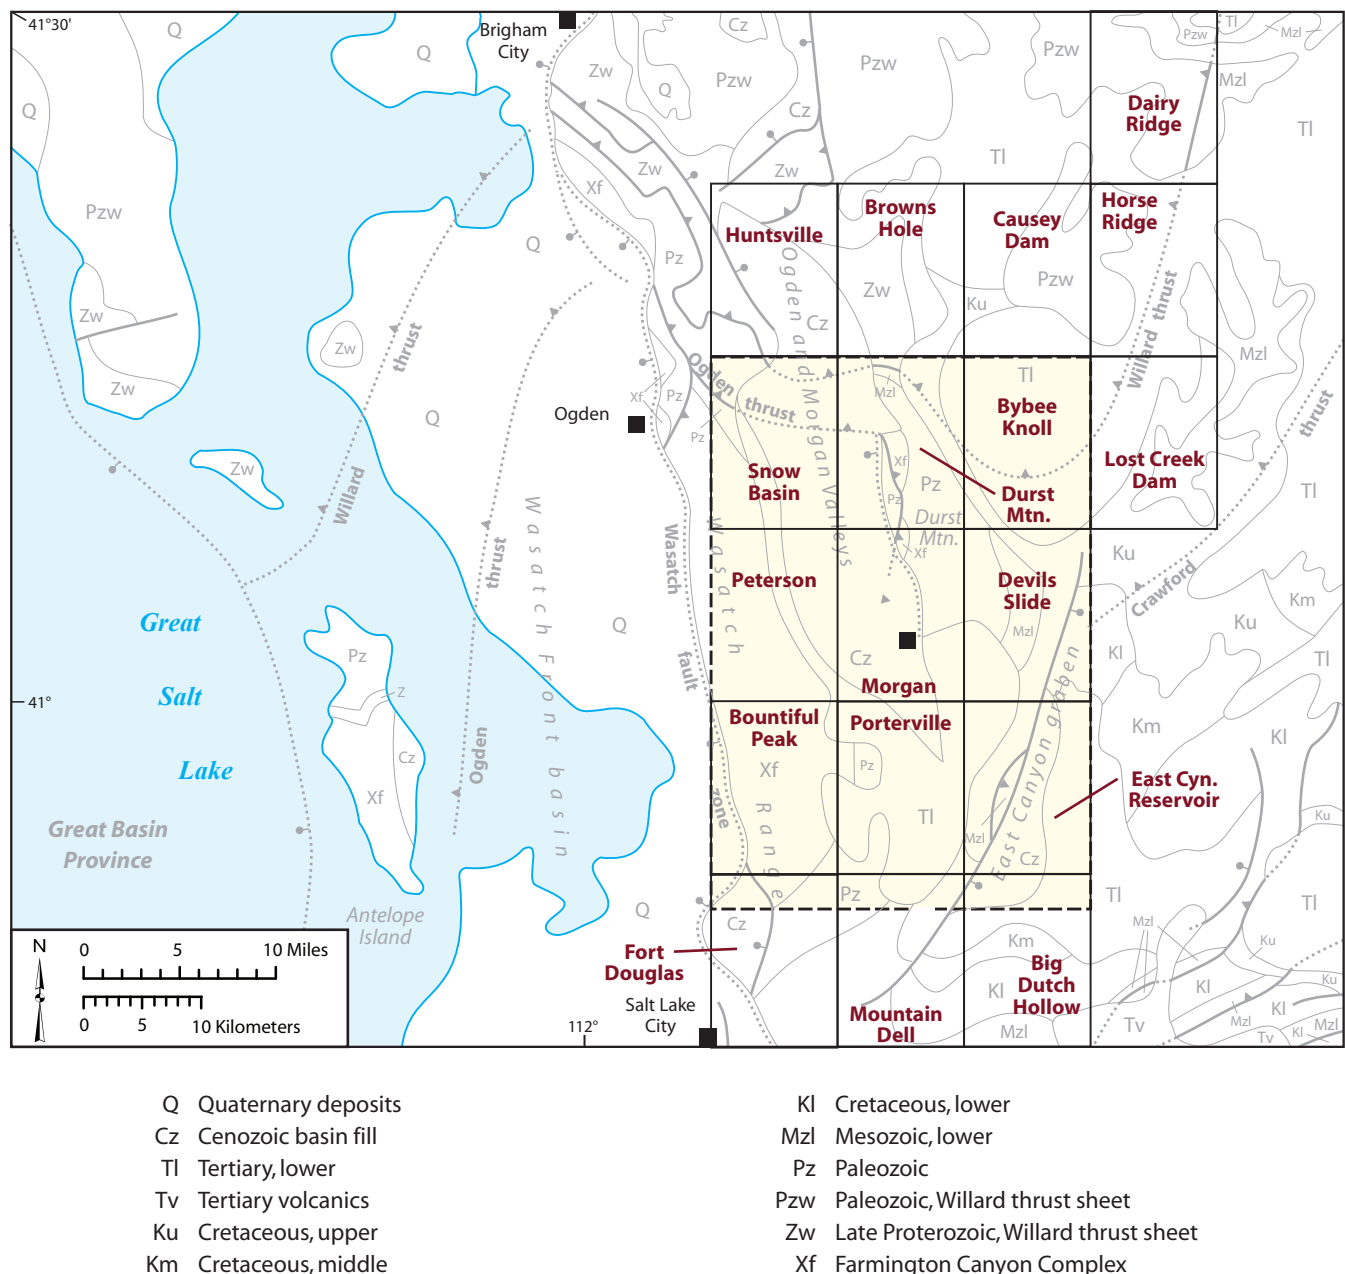 41°30'
Q
Q
Brigham
City
Cz
Pzw
Tl
Mzl
Zw
Pzw
Pzw
Pzw
Mzl
Q
Q
Cz
Dairy
Ridge
Tl
Zw
Zw
Tl
Xf
Pzw
Huntsville
Browns
Hole
Causey
Dam
Horse
Ridge
Q
Pz
Zw
Pzw
Ku
Zw
Zw
Zw
Cz
Mzl
Willard thrust
thrust
Ogden and Morgan Valleys
Zw
Ogden
thrust
Mzl
Tl
Bybee
Knoll
thrust
Q
Ogden
Xf
Pz
Pz
Snow
Basin
Xf
Pz
Pz
Durst
Mtn.
Durst
Mtn.
Lost Creek
Dam
Tl
Zw
Willard
Wasatch Front basin
thrust
Wasatch
fault
zone
Wasatch
Range
Xf
Ku
Crawford
Km
Peterson
Devils
Slide
Mzl
Ku
Kl
Tl
Great
Salt
Lake
Q
Pz
Z
Cz
Morgan
41°
Bountiful
Peak
Porterville
East Canyon graben
Km
Kl
Ogden
Cz
Xf
Xf
Pz
East Cyn.
Reservoir
Tl
Mzl
Cz
Ku
Great Basin
Province
Antelope
Island
Q
Pz
Tl
Tl
Cz
Mzl
Km
Ku
Fort
Douglas
Big
Dutch
Hollow
Kl
Kl
Ku
Kl
Salt Lake
City
Mountain
Dell
Mzl
Tv
Mzl
Tv
Kl
Mzl
N
0 5 10 Miles
0 5 10 Kilometers
112°
Q Quaternary deposits
Cz Cenozoic basin fill
Tl Tertiary, lower
Tv Tertiary volcanics
Ku Cretaceous, upper
Km Cretaceous, middle
Kl Cretaceous, lower
Mzl Mesozoic, lower
Pz Paleozoic
Pzw Paleozoic, Willard thrust sheet
Zw Late Proterozoic, Willard thrust sheet
Xf Farmington Canyon Complex